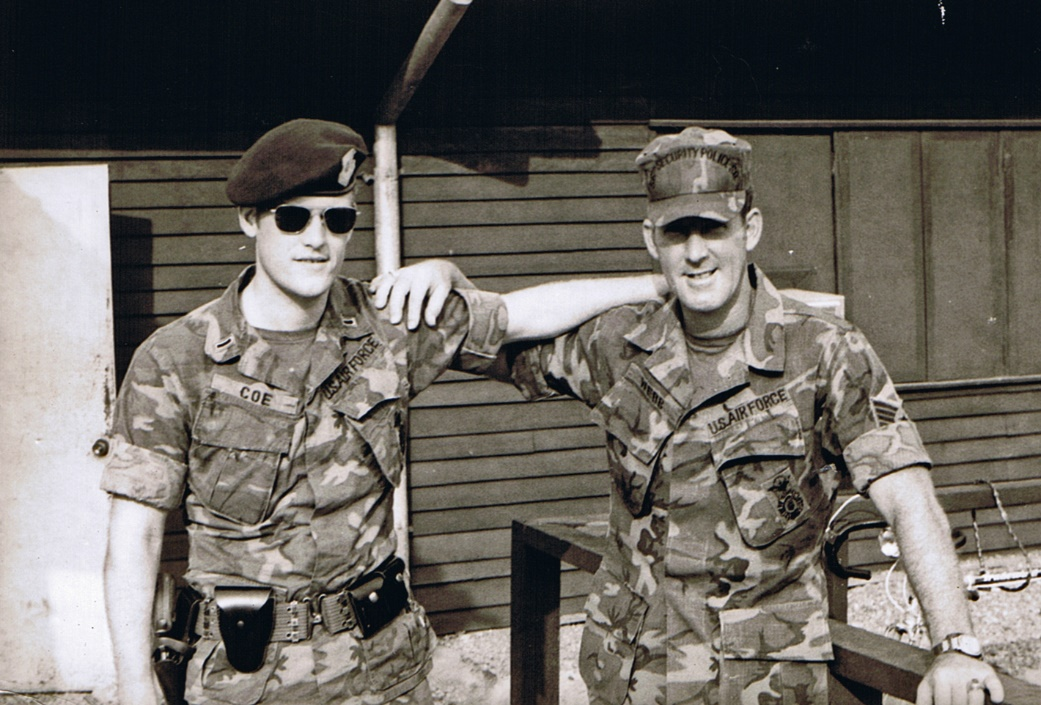 SECURITY POLICE
COE
U.S. AIR FORCE
WEBB
U.S. AIR FORCE